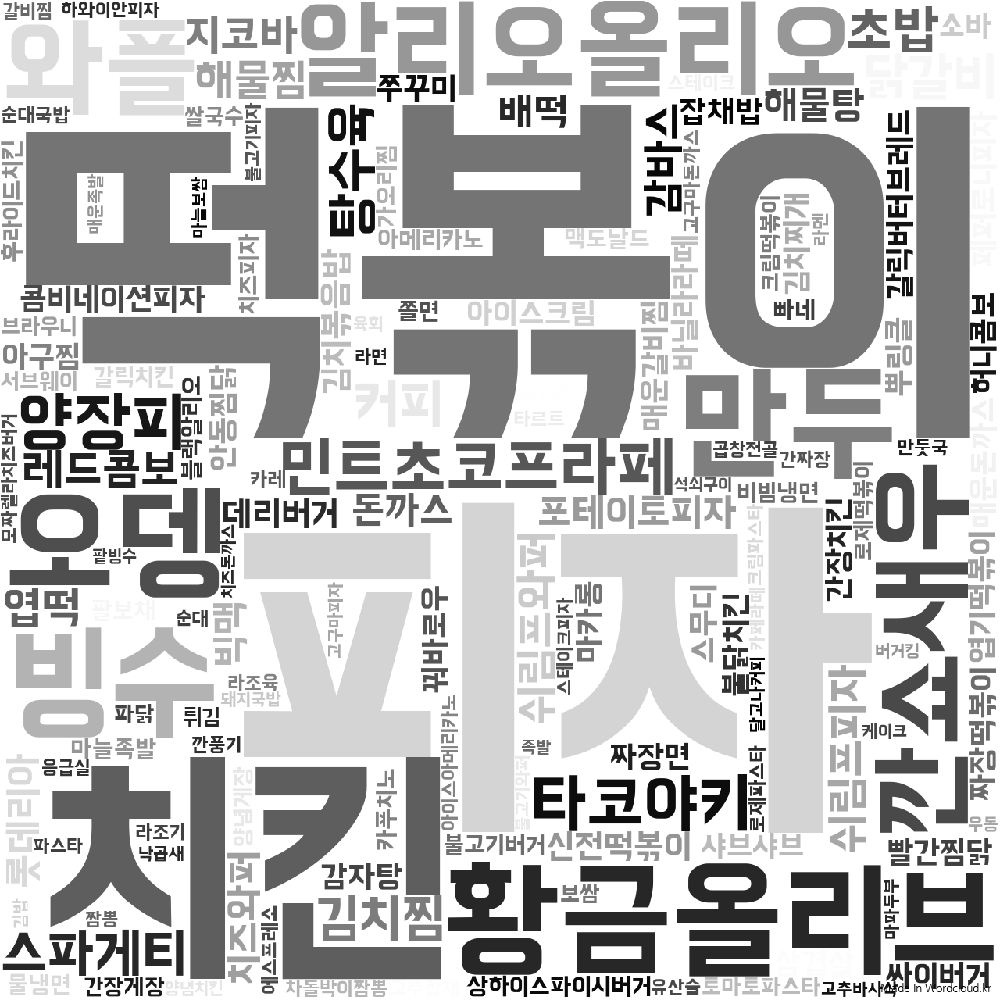 갈비찜
하와이안피자
와플
지코바
알리오올리오
초밥
소바
해물찜
쭈꾸미
스테이크
닭갈비
순대국밥
쌀국수
불고기피자
탕수육
배떡
감바스
잡채밥
해물탕
갈릭버터브레드
페퍼로니피자
후라이드치킨
떡볶이
매운족발
마늘보쌈
가오리찜
고구마돈까스
크림떡볶이
김치찌개
라멘
치즈피자
아메리카노
맥도날드
바닐라라떼
콤비네이션피자
김치볶음밥
쫄면
아이스크림
매운갈비찜
빠네
허니콤보
브라우니
육회
아구찜
라면
뿌링클
서브웨이
갈릭치킨
안동찜닭
커피
타르트
만두
블랙알리오
양장피
모짜렐라치즈버거
레드콤보
카레
민트초코프라페
곱창전골
간짜장
만둣국
매운돈까스
석쇠구이
비빔냉면
로제떡볶이
오뎅
데리버거
돈까스
포테이토피자
크림파스타
간장치킨
깐쇼새우
치즈돈까스
팥빙수
피자
슈림프와퍼
엽기떡볶이
엽떡
팔보채
순대
빅맥
고구마피자
꿔바로우
스테이크피자
마카롱
스무디
불닭치킨
카페라떼
버거킹
빙수
라조육
돼지국밥
달고나커피
슈림프피자
짜장떡볶이
파닭
튀김
아이스아메리카노
케이크
마늘족발
깐풍기
족발
짜장면
로제파스타
롯데리아
응급실
치킨
양념게장
카푸치노
불고기와퍼
타코야키
우동
파스타
라조기
낙곱새
불고기버거
신전떡볶이
샤브샤브
빨간찜닭
치즈와퍼
감자탕
황금올리브
김밥
짬뽕
에스프레소
김치찜
보쌈
마파두부
스파게티
물냉면
간장게장
양념치킨
차돌박이짬뽕
상하이스파이시버거
유산슬
토마토파스타
삼겹살
싸이버거
고추바사삭
Made In Wordcloud.kr